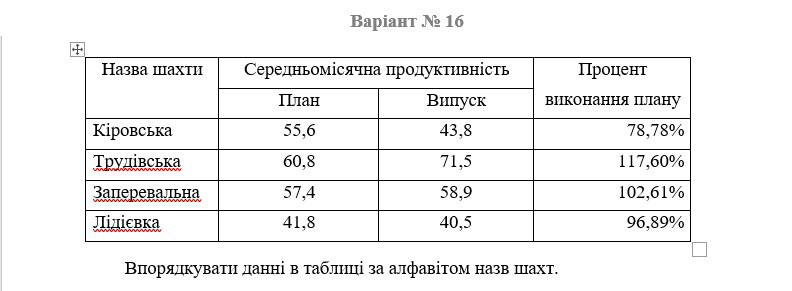 Варіант № 16
Назва шахти Середньомісячна продуктивність Процент
План Випуск виконання плану
Кіровська 55,6 43,8 78,78%
Трудівська 60,8 71,5 117,60%
Заперевальна 57,4 58,9 102,61%
Лідієвка 41,8 40,5 96,89%
Впорядкувати данні в таблиці за алфавітом назв шахт.